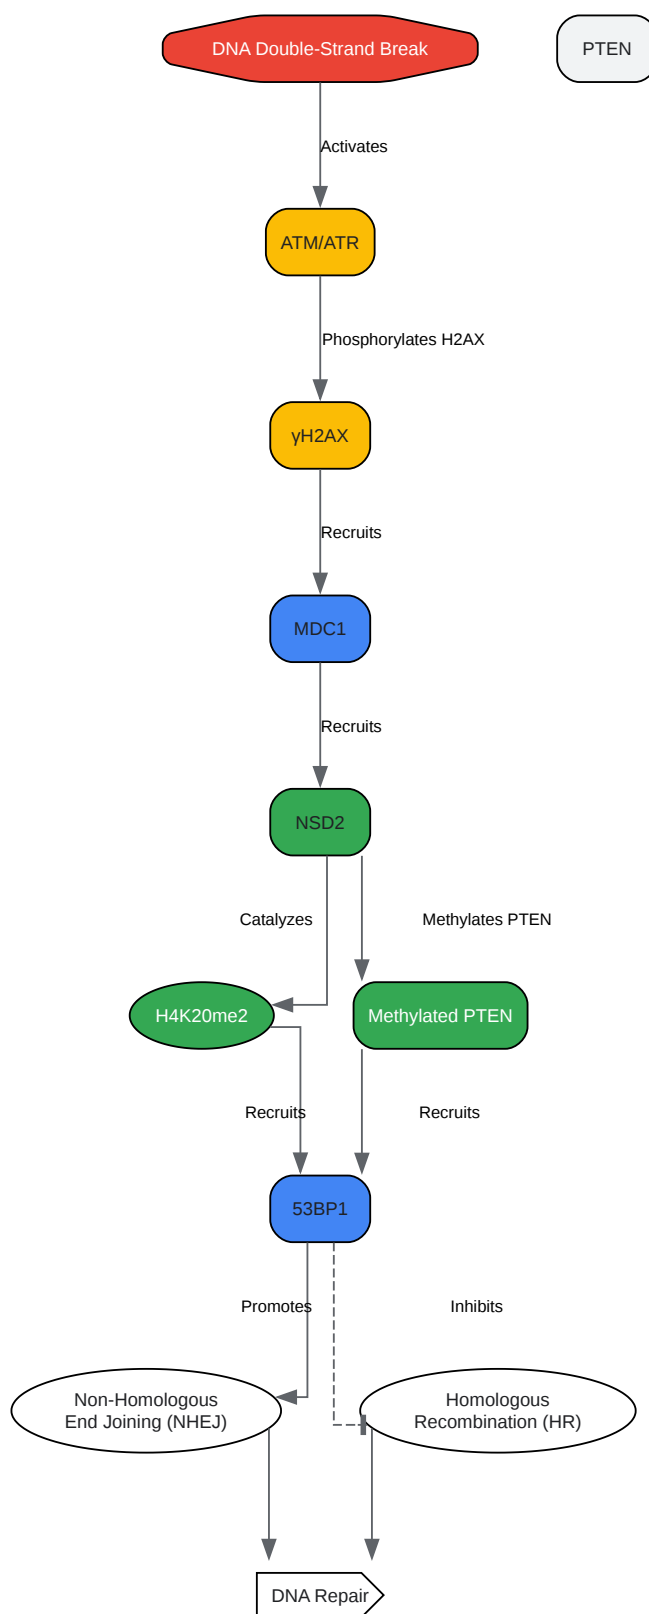 DNA Double-Strand Break
PTEN
Activates
ATM/ATR
Phosphorylates H2AX
γH2AX
Recruits
MDC1
Recruits
NSD2
Catalyzes
Methylates PTEN
H4K20me2
Methylated PTEN
Recruits
Recruits
53BP1
Promotes
Inhibits
Non-Homologous
End Joining (NHEJ)
Homologous
Recombination (HR)
DNA Repair